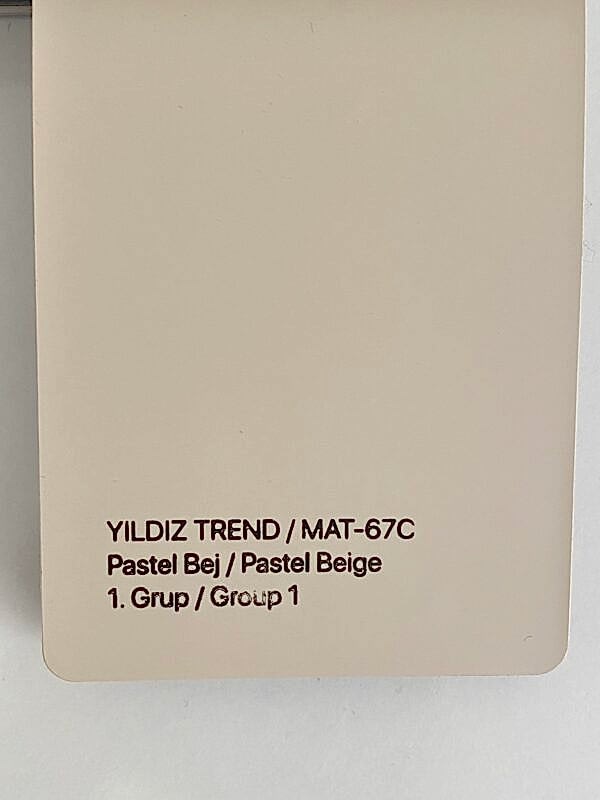 YILDIZ TREND / MAT-67C
Pastel Bej / Pastel Beige
1. Grup / Group 1